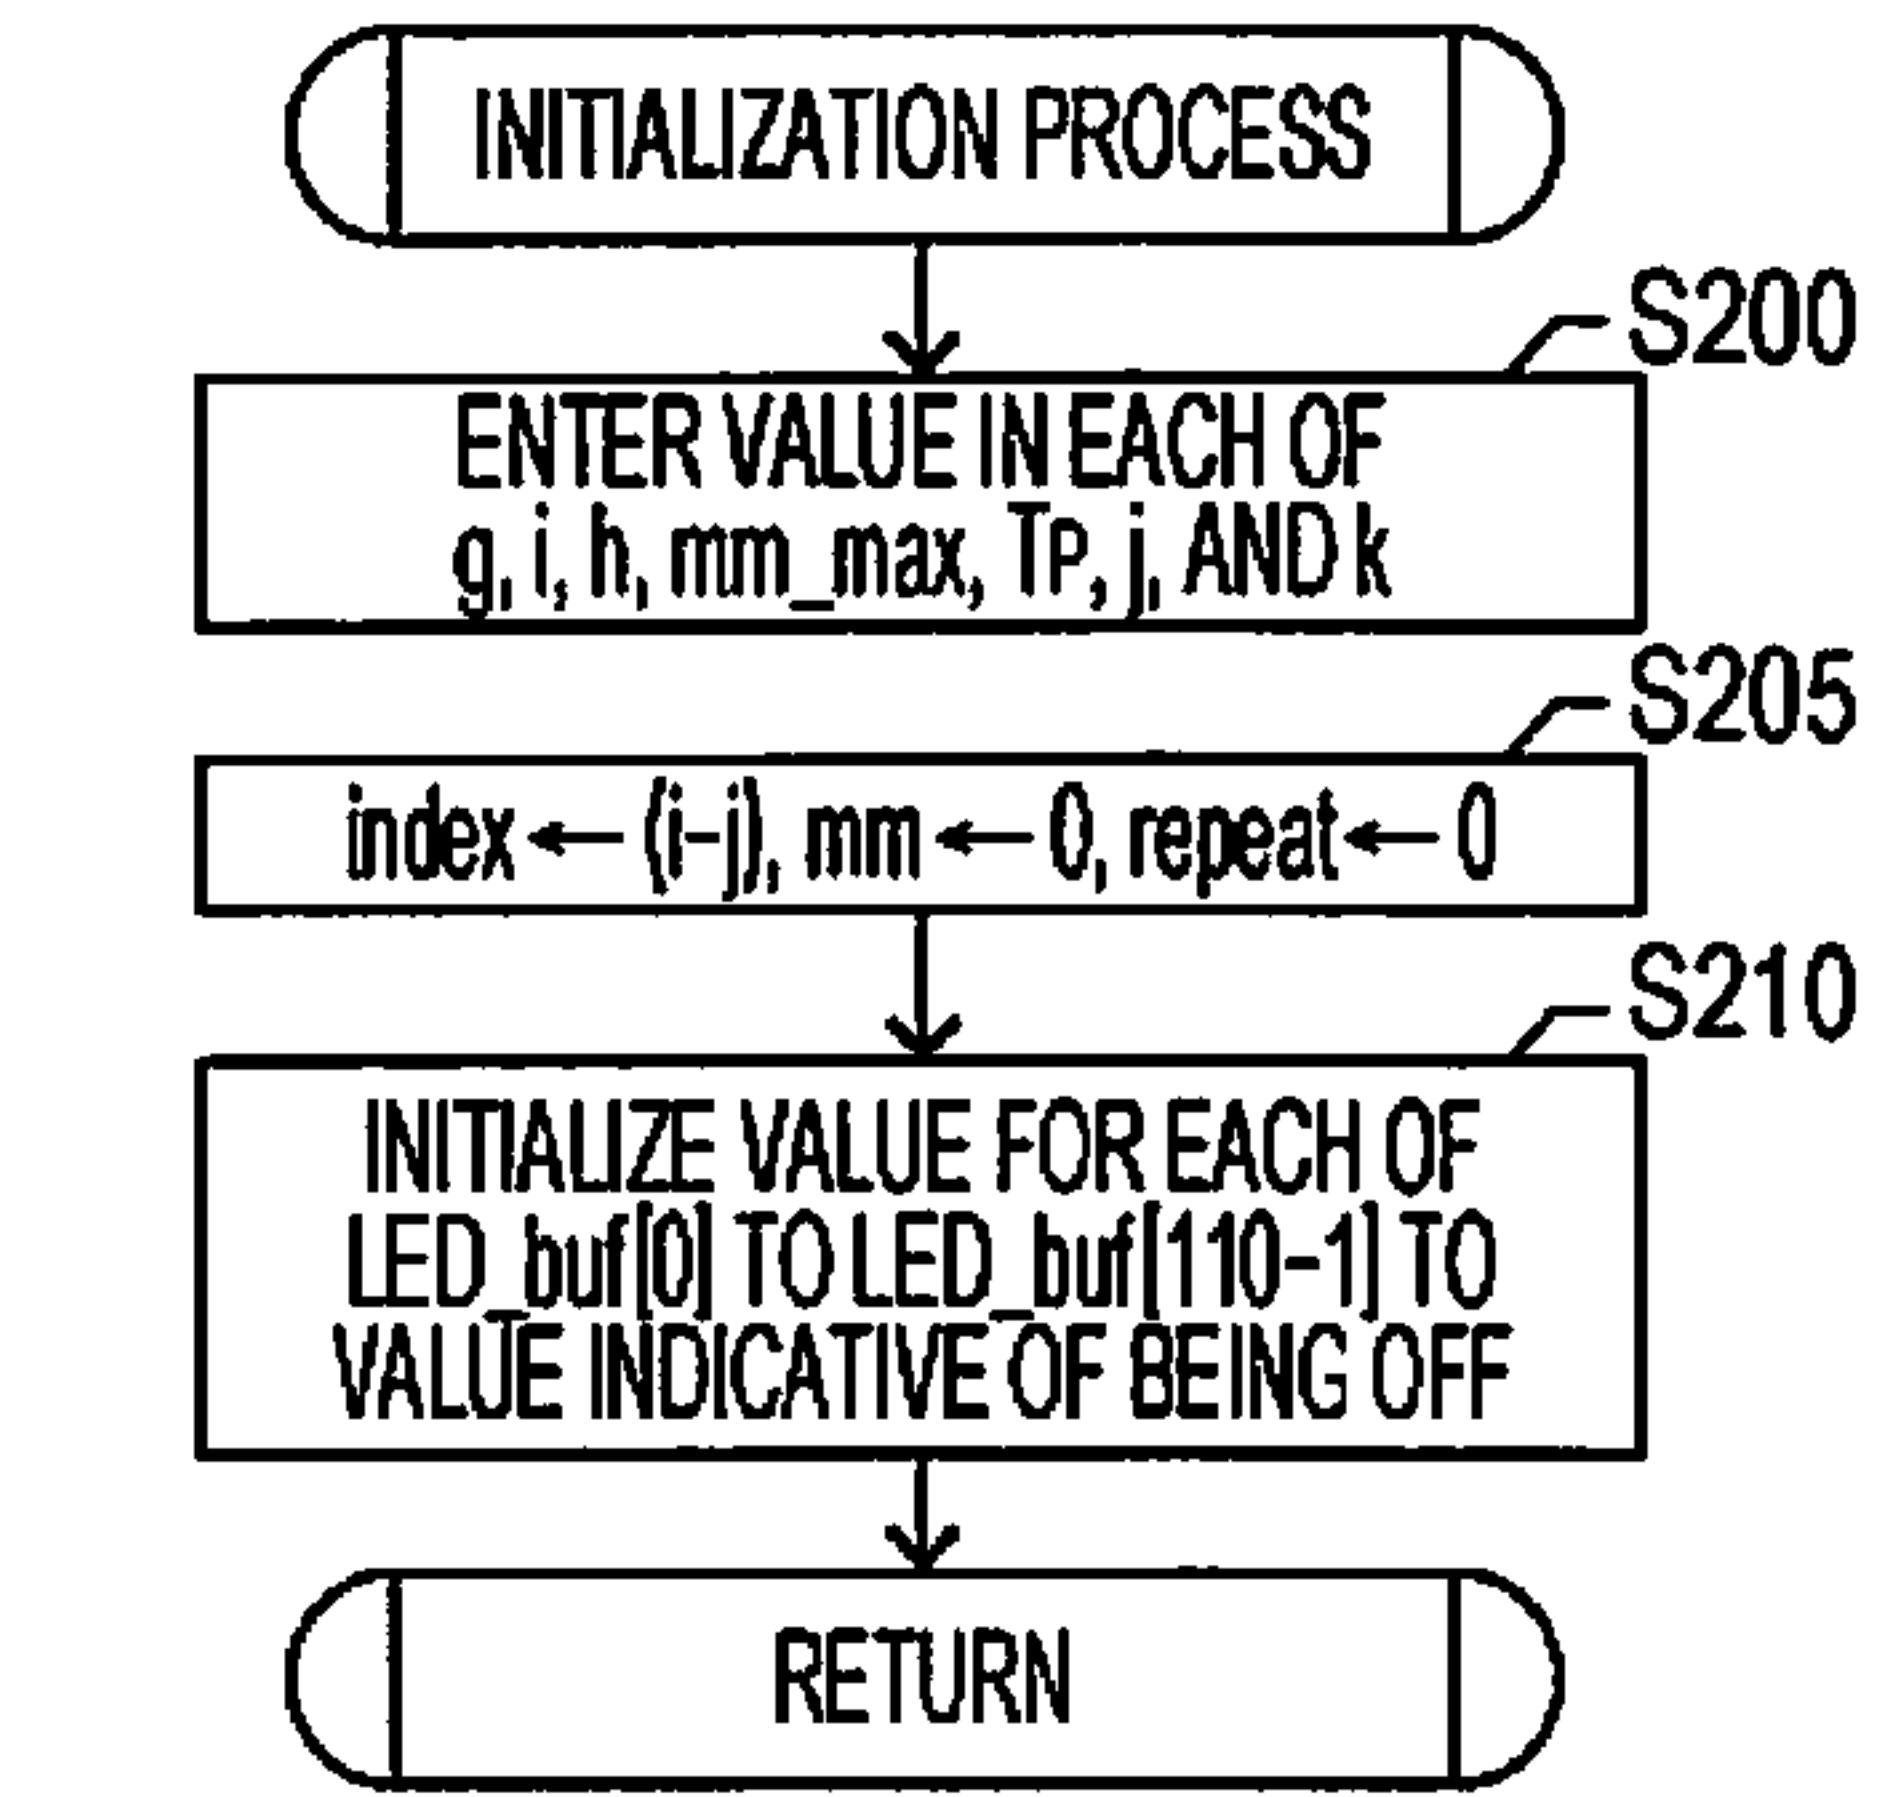 INITIALIZATION PROCESS
S200
ENTER VALUE IN EACH OF
g, i, h, mm_max, TP, j, AND k
S205
index ← (i-j), mm ← 0, repeat ← 0
S210
INITIALIZE VALUE FOR EACH OF
LED_buf[0] TO LED_buf[110-1] TO
VALUE INDICATIVE OF BEING OFF
RETURN